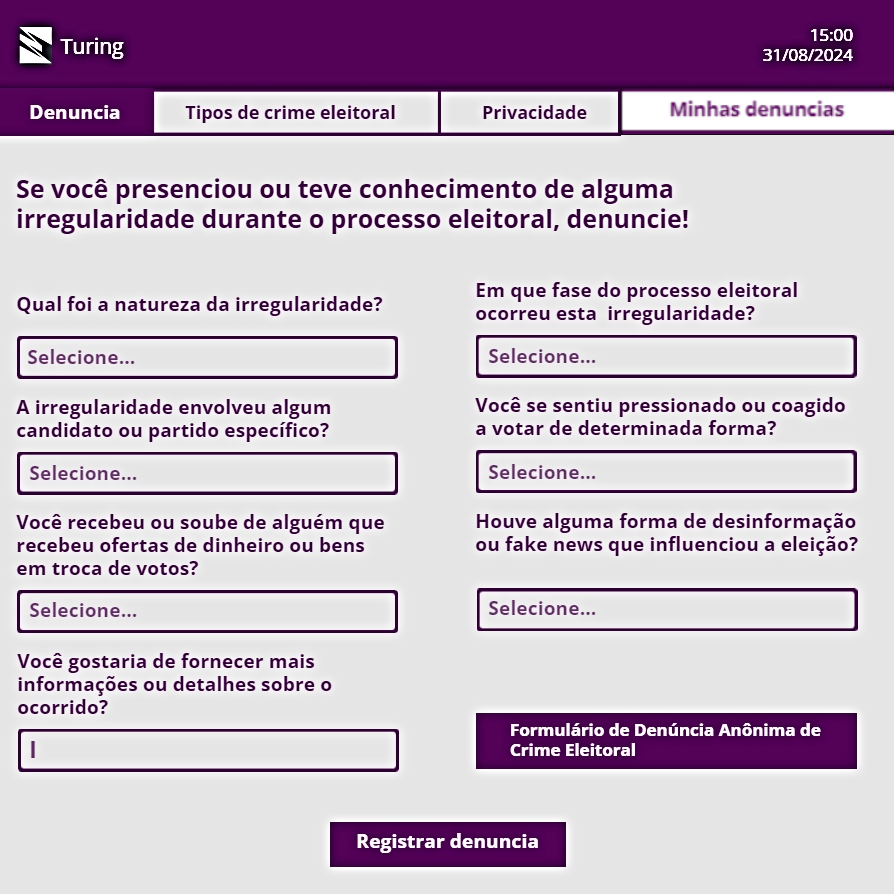 Turing
15:00
31/08/2024
Denuncia
Tipos de crime eleitoral
Privacidade
Minhas denuncias
Se você presenciou ou teve conhecimento de alguma
irregularidade durante o processo eleitoral, denuncie!
Qual foi a natureza da irregularidade?
Selecione...
Em que fase do processo eleitoral
ocorreu esta irregularidade?
Selecione...
A irregularidade envolveu algum
candidato ou partido específico?
Selecione...
Você se sentiu pressionado ou coagido
a votar de determinada forma?
Selecione...
Você recebeu ou soube de alguém que
recebeu ofertas de dinheiro ou bens
em troca de votos?
Selecione...
Houve alguma forma de desinformação
ou fake news que influenciou a eleição?
Selecione...
Você gostaria de fornecer mais
informações ou detalhes sobre o
ocorrido?
Formulário de Denúncia Anônima de
Crime Eleitoral
Registrar denuncia